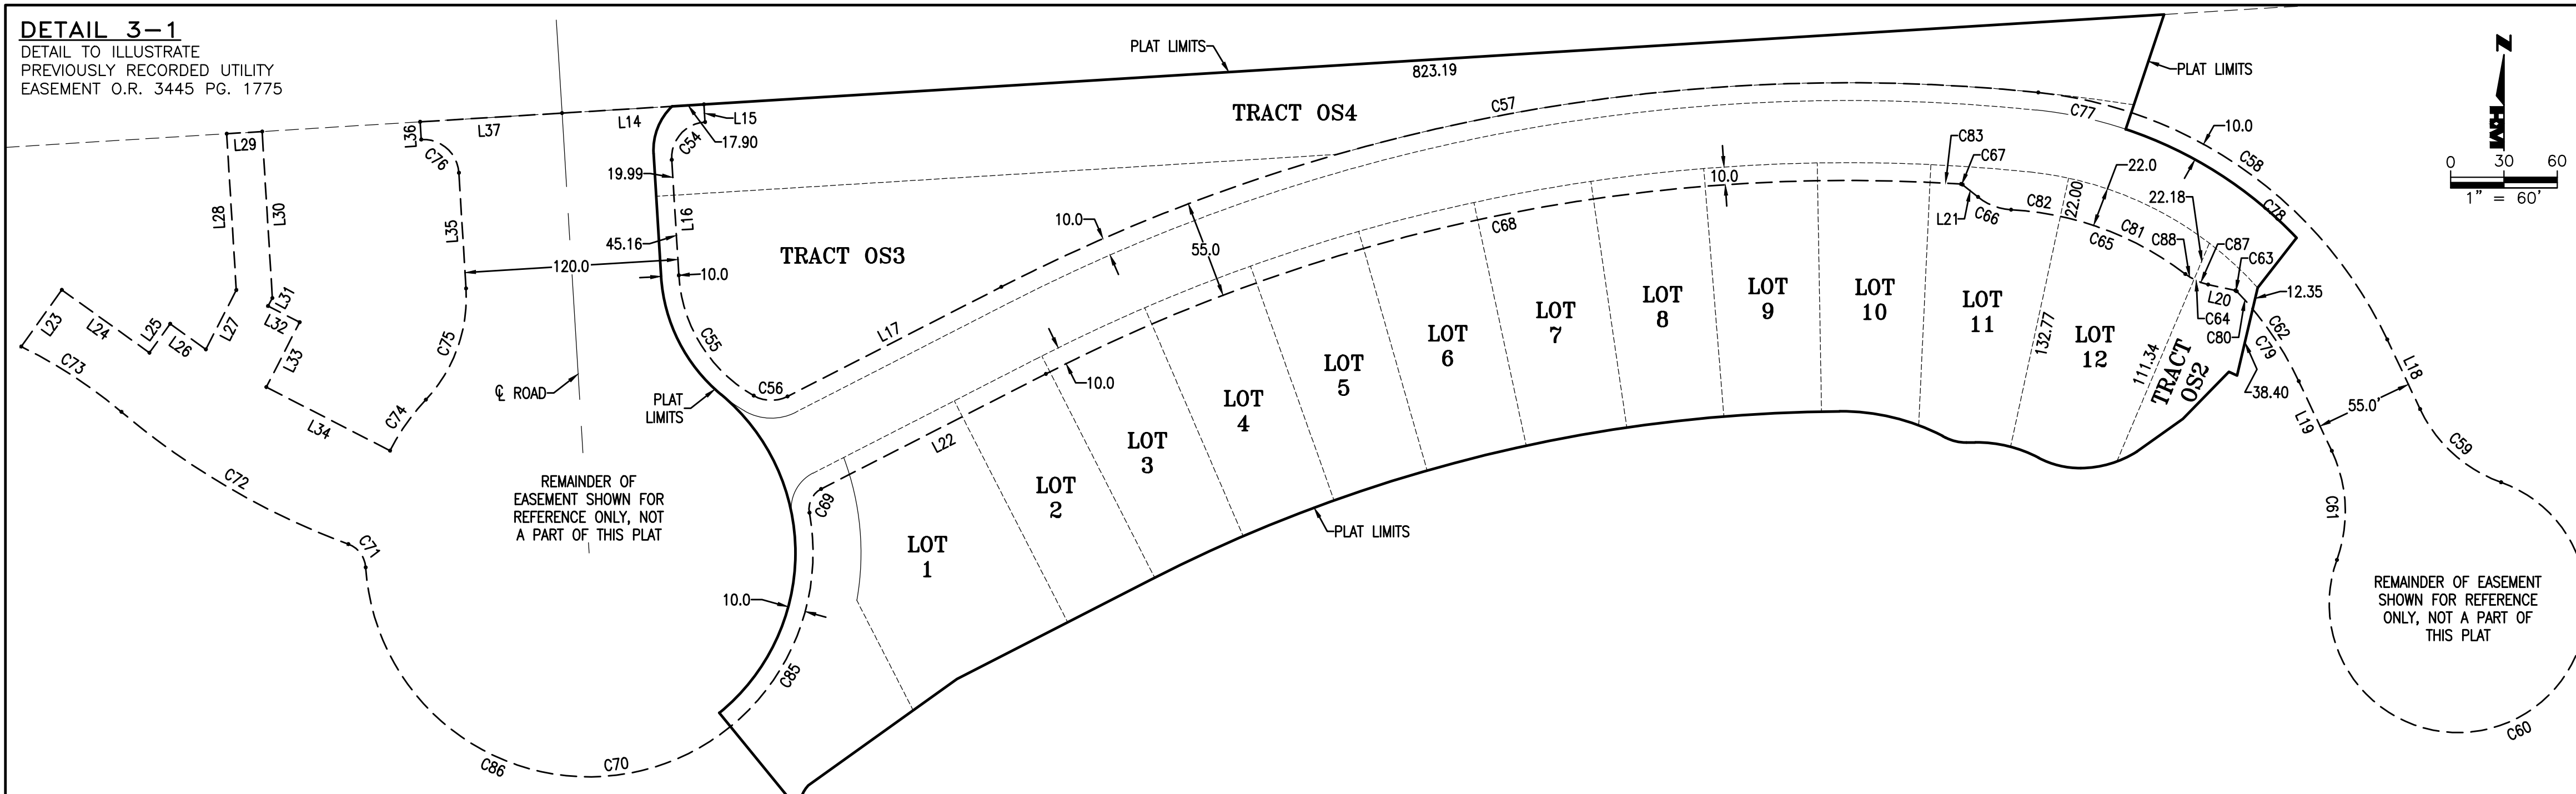 DETAIL 3-1
DETAIL TO ILLUSTRATE
PREVIOUSLY RECORDED UTILITY
EASEMENT O.R. 3445 PG. 1775
PLAT LIMITS
823.19
PLAT LIMITS
TRACT OS4
C57
C77
10.0
C58
C78
N
HM
0 30 60
1" = 60'
L29
L36
L37
L14
L15
17.90
C54
C76
19.99
L28
L30
L35
L16
45.16
120.0
10.0
TRACT OS3
10.0
55.0
C68
10.0
C83
C67
L21
C66
C82
22.00
22.0
22.18
C81
C65
C88
C87
C63
L20
C64
C80
12.35
C62
C79
38.40
L18
55.0'
L19
C59
C61
C60
L23
L24
L25
L26
L27
L31
L32
L33
L34
C73
C72
C71
C74
C75
℄ ROAD
PLAT
LIMITS
C55
C56
L17
L22
10.0
C69
LOT
1
LOT
2
LOT
3
LOT
4
LOT
5
LOT
6
LOT
7
LOT
8
LOT
9
LOT
10
LOT
11
132.77
LOT
12
111.34
TRACT
OS2
PLAT LIMITS
REMAINDER OF
EASEMENT SHOWN FOR
REFERENCE ONLY, NOT
A PART OF THIS PLAT
10.0
C85
C70
C86
REMAINDER OF EASEMENT
SHOWN FOR REFERENCE
ONLY, NOT A PART OF
THIS PLAT